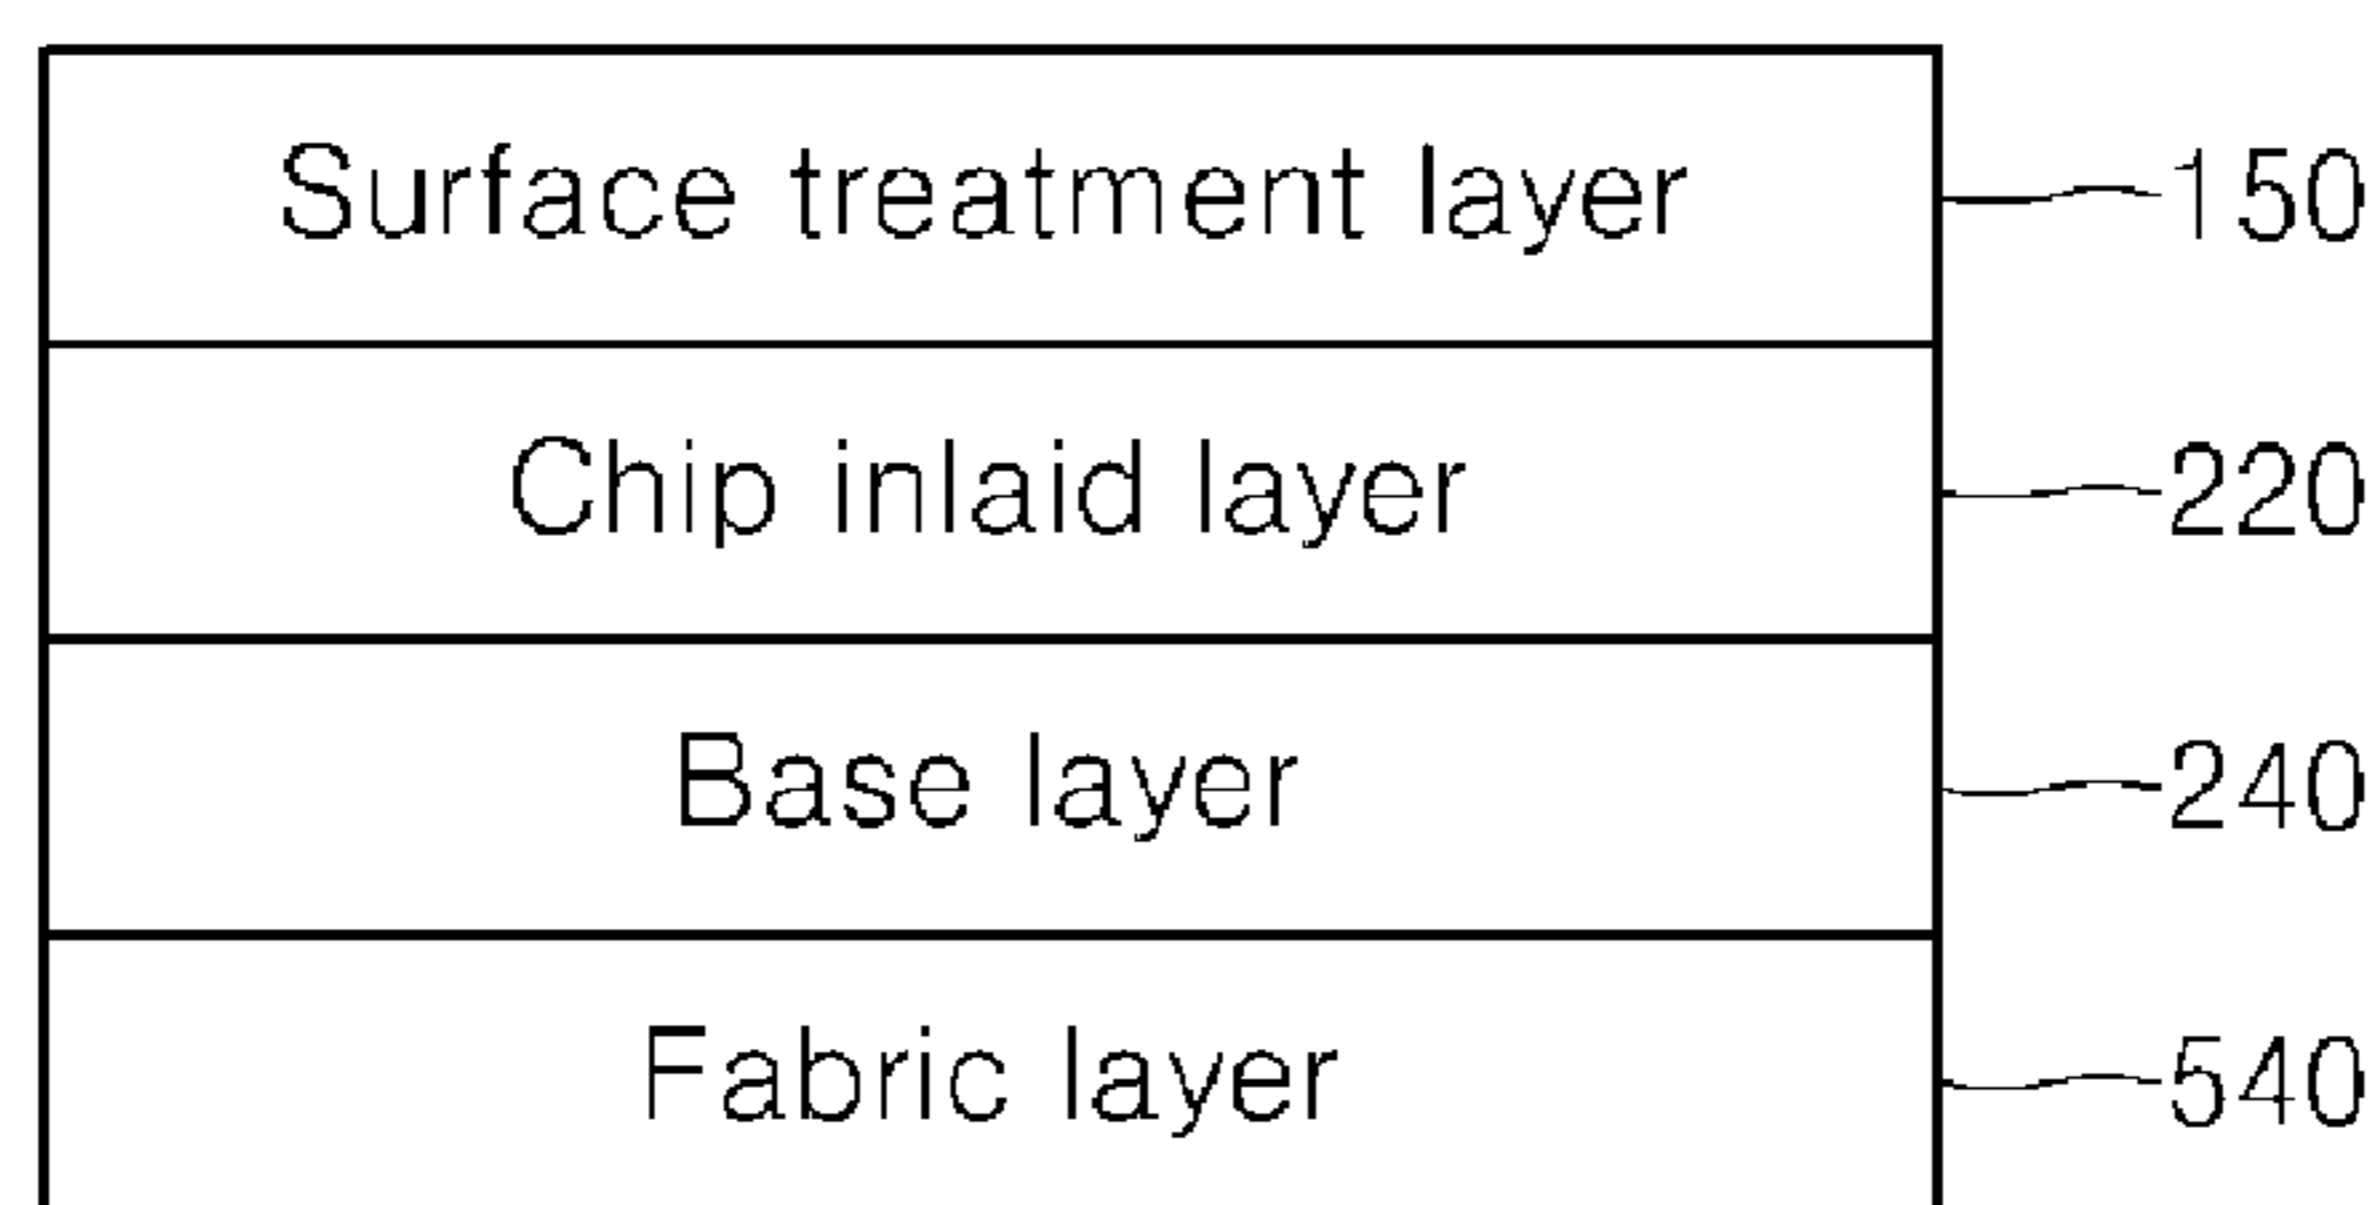 Surface treatment layer 150
Chip inlaid layer 220
Base layer 240
Fabric layer 540